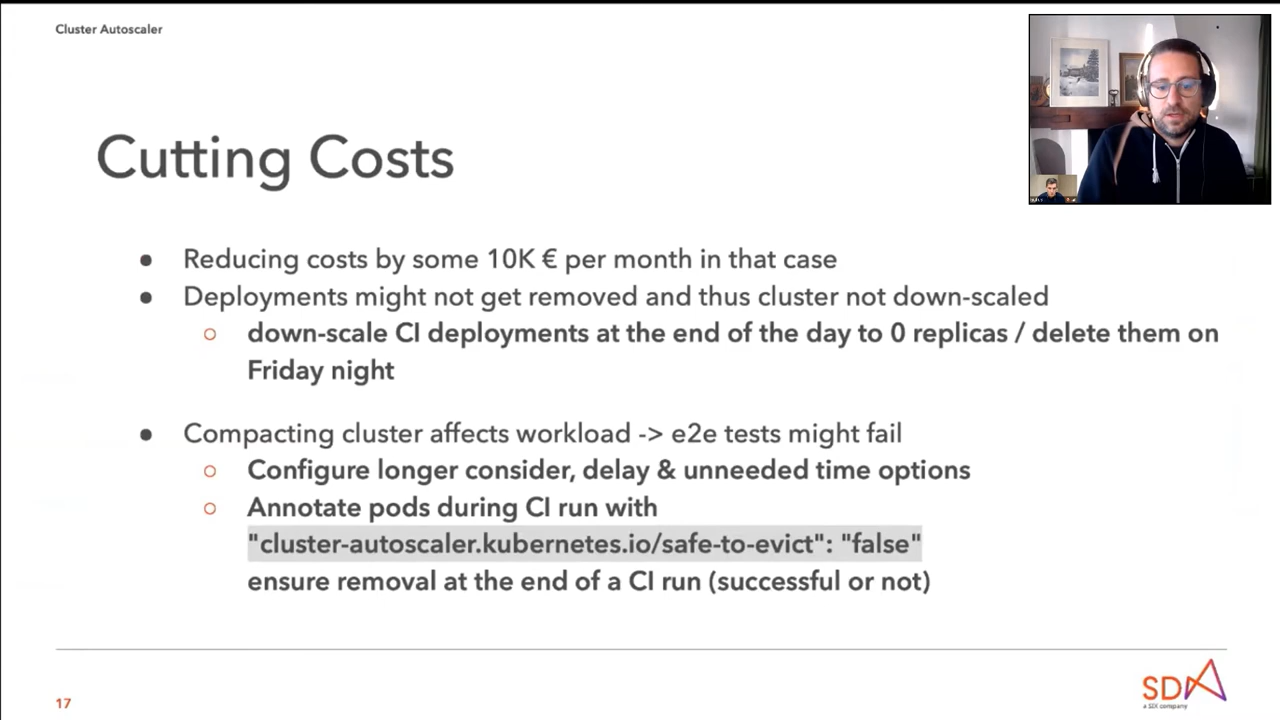 Cluster Autoscaler
Cutting Costs
● Reducing costs by some 10K € per month in that case
● Deployments might not get removed and thus cluster not down-scaled
○ down-scale CI deployments at the end of the day to 0 replicas / delete them on
Friday night
● Compacting cluster affects workload -> e2e tests might fail
○ Configure longer consider, delay & unneeded time options
○ Annotate pods during CI run with
"cluster-autoscaler.kubernetes.io/safe-to-evict": "false"
ensure removal at the end of a CI run (successful or not)
17
SDX
a SIX company